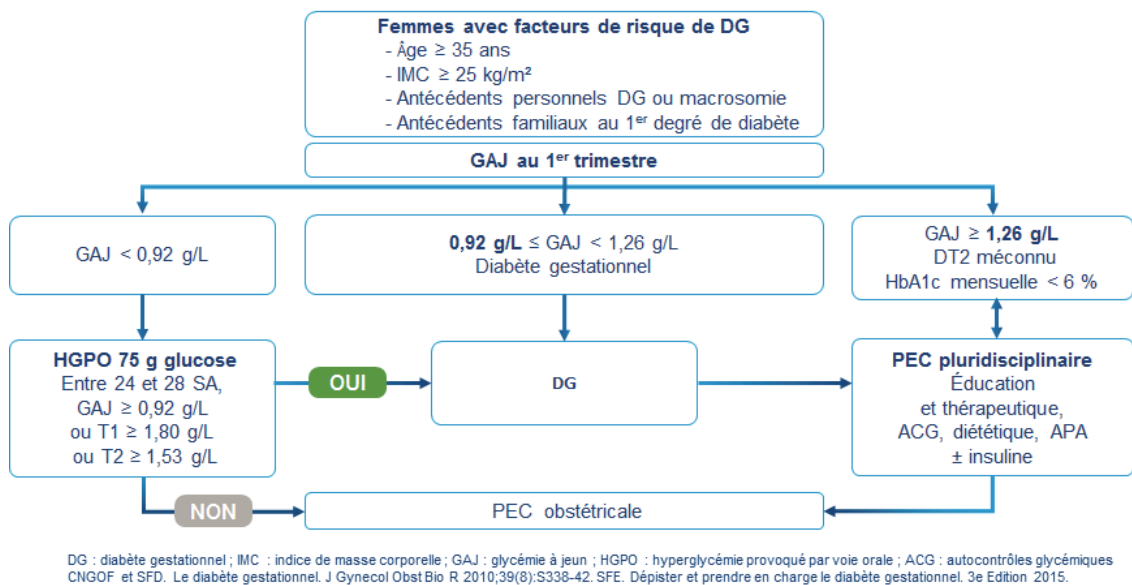 Femmes avec facteurs de risque de DG
- Âge ≥ 35 ans
- IMC ≥ 25 kg/m²
- Antécédents personnels DG ou macrosomie
- Antécédents familiaux au 1er degré de diabète
GAJ au 1er trimestre
GAJ < 0,92 g/L
0,92 g/L ≤ GAJ < 1,26 g/L
Diabète gestationnel
GAJ ≥ 1,26 g/L
DT2 méconnu
HbA1c mensuelle < 6 %
HGPO 75 g glucose
Entre 24 et 28 SA,
GAJ ≥ 0,92 g/L
ou T1 ≥ 1,80 g/L
ou T2 ≥ 1,53 g/L
OUI
DG
PEC pluridisciplinaire
Éducation
et thérapeutique,
ACG, diététique, APA
± insuline
NON
PEC obstétricale
DG : diabète gestationnel ; IMC : indice de masse corporelle ; GAJ : glycémie à jeun ; HGPO : hyperglycémie provoqué par voie orale ; ACG : autocontrôles glycémiques
CNGOF et SFD. Le diabète gestationnel. J Gynecol Obst Bio R 2010;39(8):S338-42. SFE. Dépister et prendre en charge le diabète gestationnel. 3e Edition 2015.